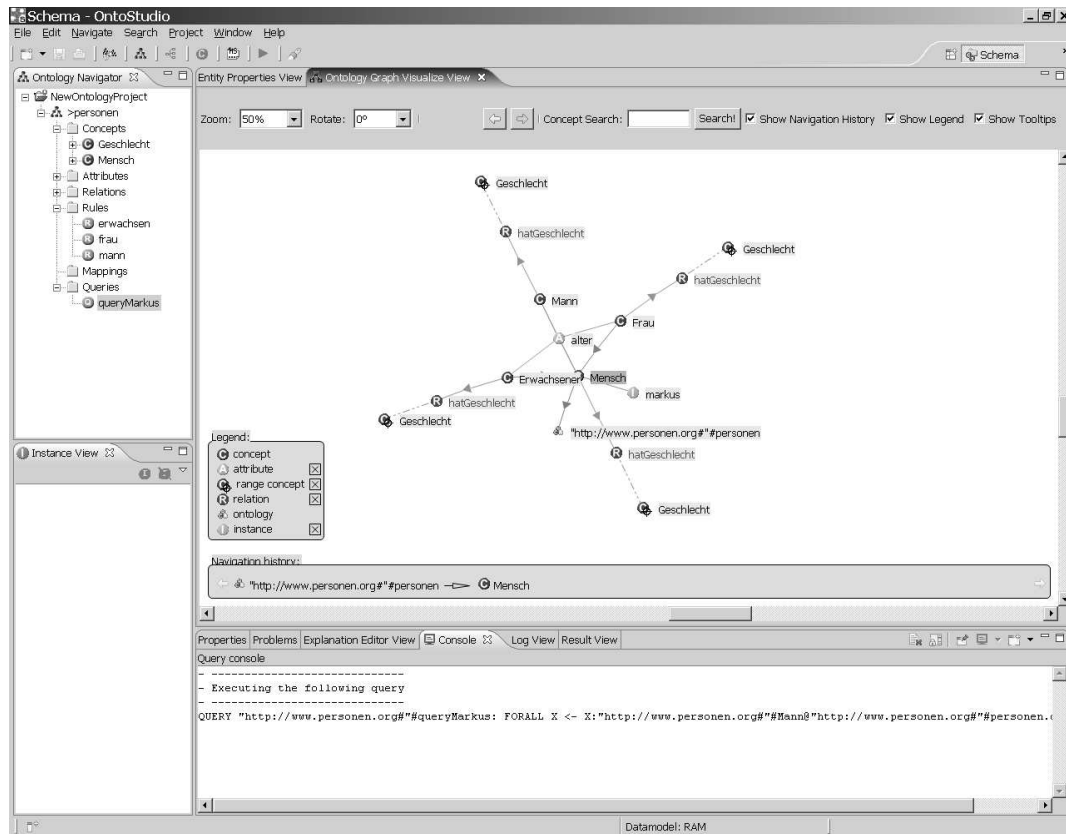 Schema - OntoStudio
File Edit Navigate Search Project Window Help
Schema
Ontology Navigator
NewOntologyProject
>personen
Concepts
Geschlecht
Mensch
Attributes
Relations
Rules
erwachsen
frau
mann
Mappings
Queries
queryMarkus
Instance View
Entity Properties View Ontology Graph Visualize View
Zoom: 50% Rotate: 0° Concept Search: Search! Show Navigation History Show Legend Show Tooltips
Geschlecht
hatGeschlecht
Geschlecht
hatGeschlecht
Mann
Frau
alter
Erwachsener
Mensch
markus
hatGeschlecht
Geschlecht
"http://www.personen.org#"#personen
hatGeschlecht
Geschlecht
Legend:
C concept
A attribute
C range concept
R relation
ontology
I instance
Navigation history:
"http://www.personen.org#"#personen C Mensch
Properties Problems Explanation Editor View Console Log View Result View
Query console
- ----------------------------
- Executing the following query
- ----------------------------
QUERY "http://www.personen.org#"#queryMarkus: FORALL X <- X:"http://www.personen.org#"#Mann@"http://www.personen.org#"#personen.
Datamodel: RAM